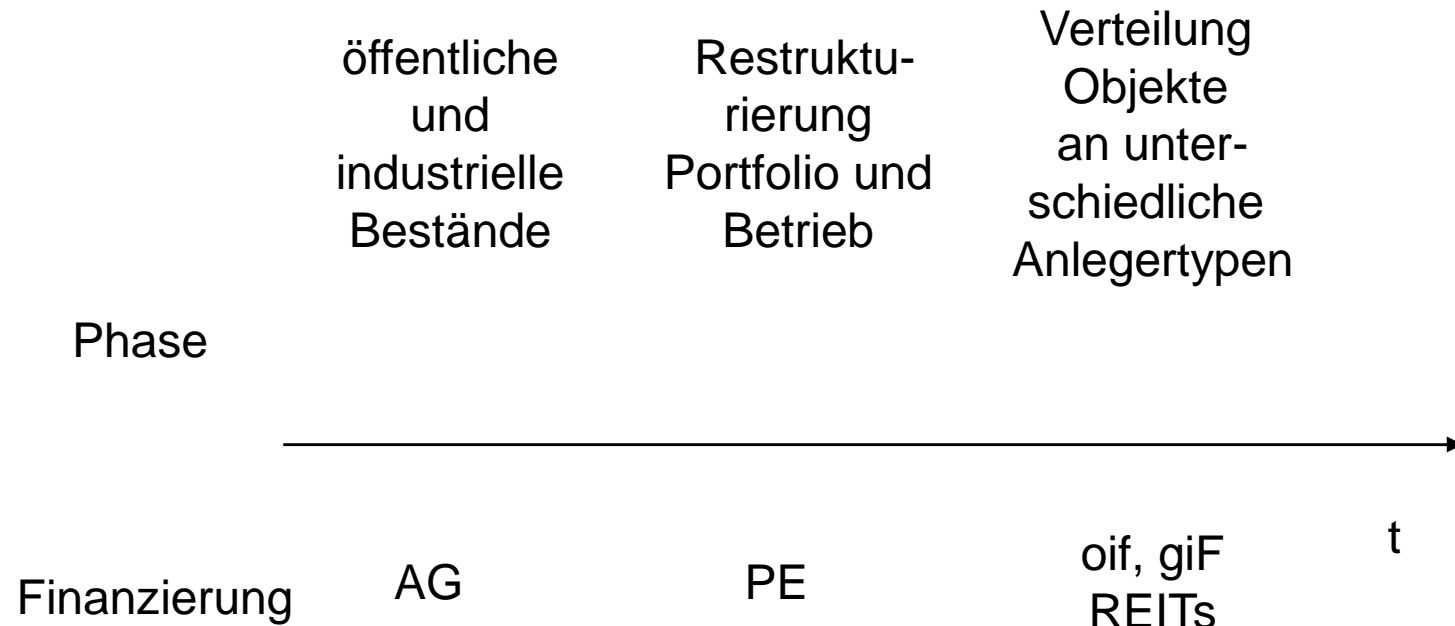 öffentliche
und
industrielle
Bestände
Restruktu-
rierung
Portfolio und
Betrieb
Verteilung
Objekte
an unter-
schiedliche
Anlegertypen
Phase
t
Finanzierung
AG
PE
oif, giF
REITs